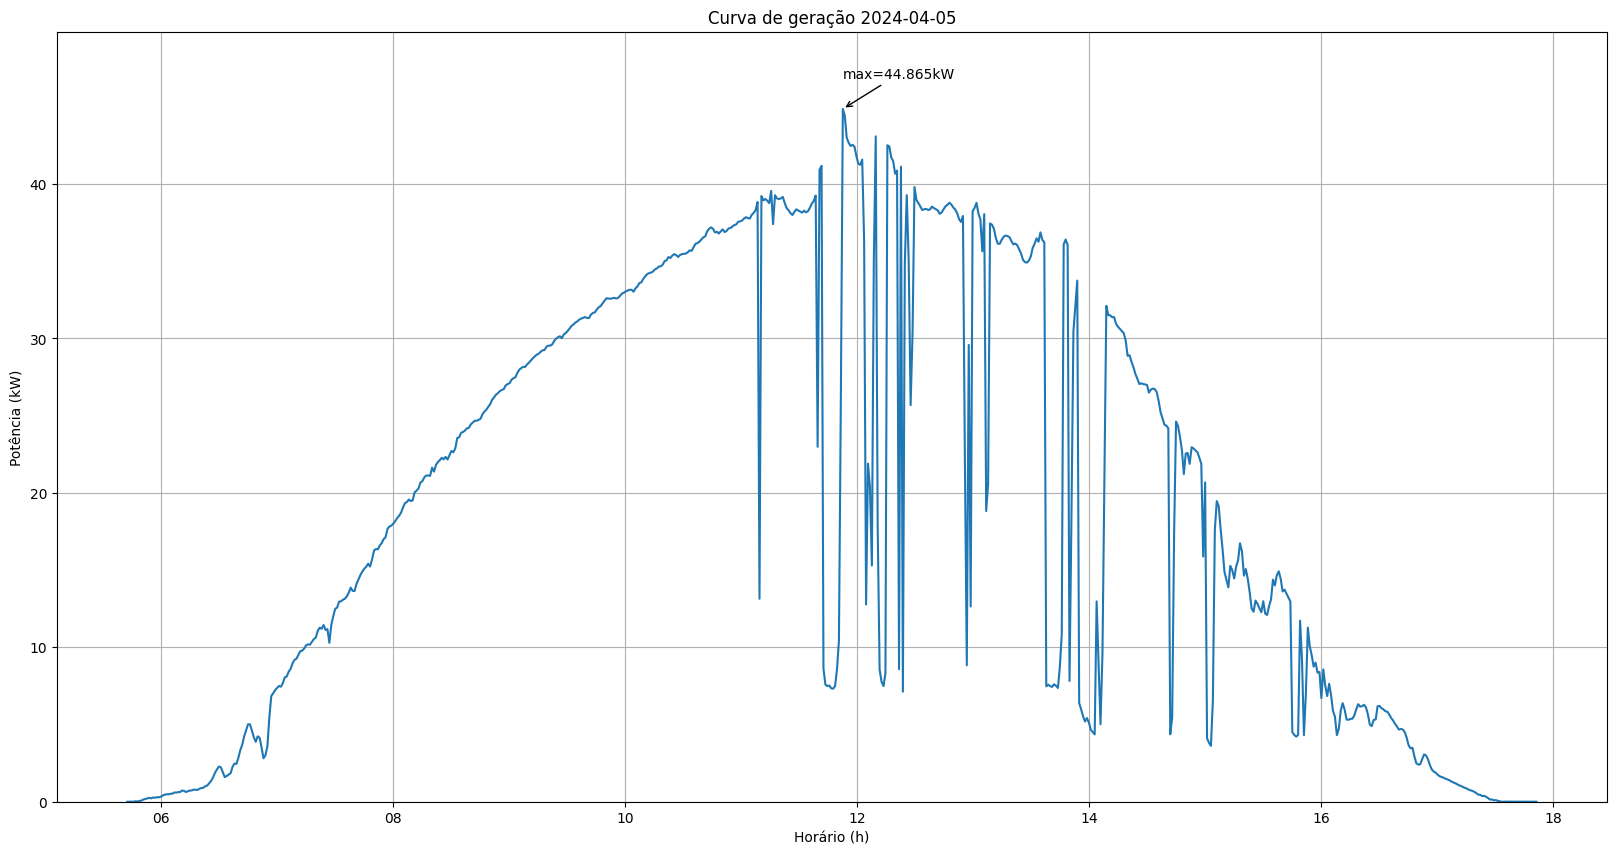 Curva de geração 2024-04-05
max=44.865kW
Potência (kW)
40
30
20
10
0
06 08 10 12 14 16 18
Horário (h)